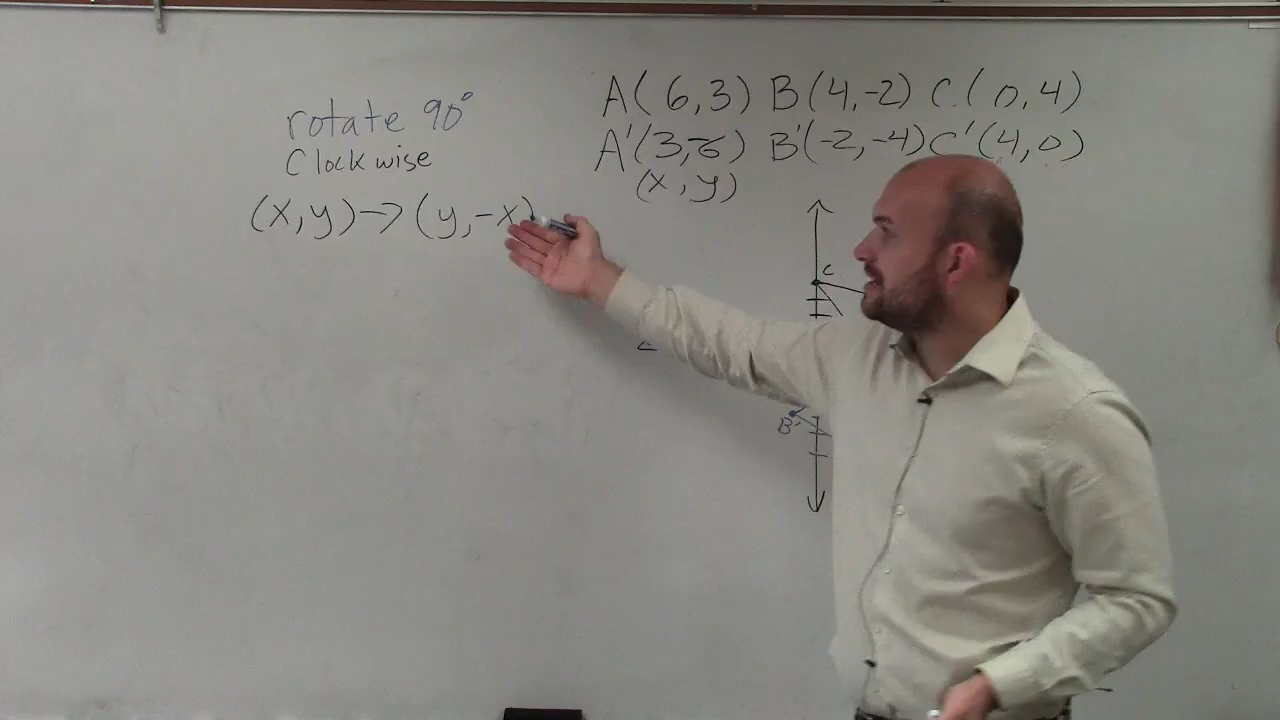 rotate 90°
Clockwise
(x,y)->(y,-x)
A(6,3) B(4,-2) C(0,4)
A'(3,-6) B'(-2,-4) C'(4,0)
(x,y)
C
B'